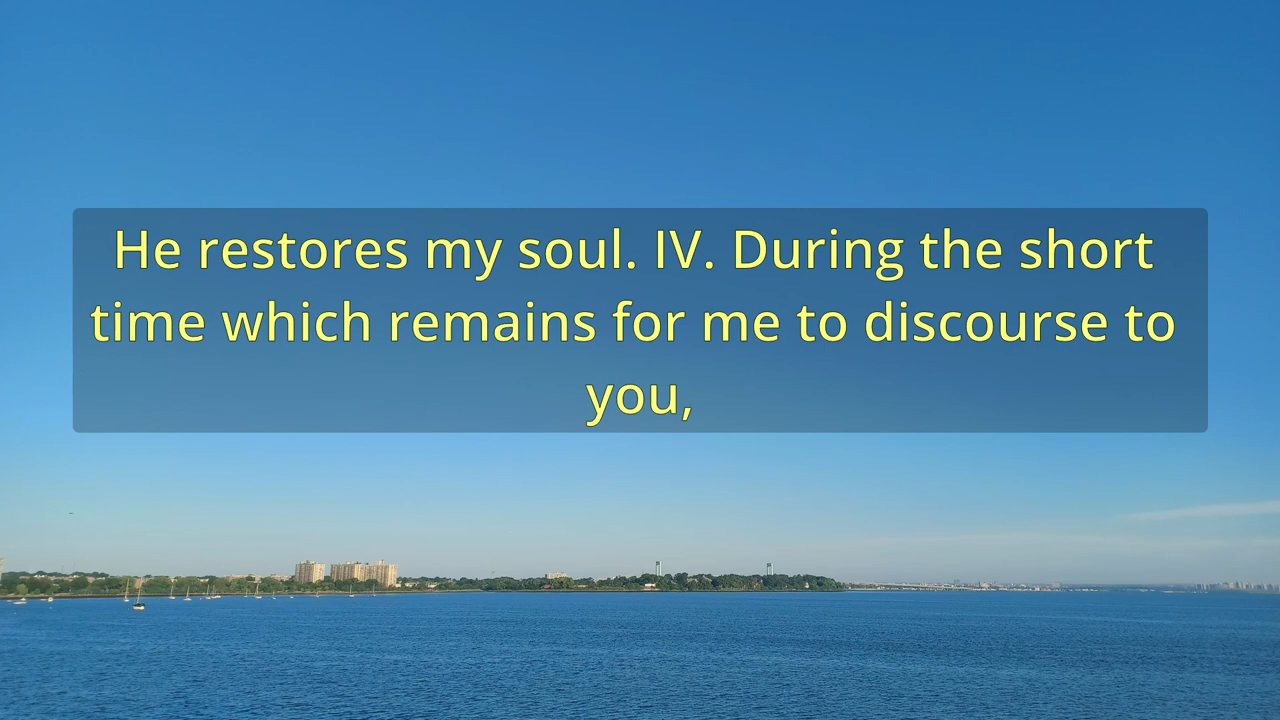 He restores my soul. IV. During the short
time which remains for me to discourse to
you,